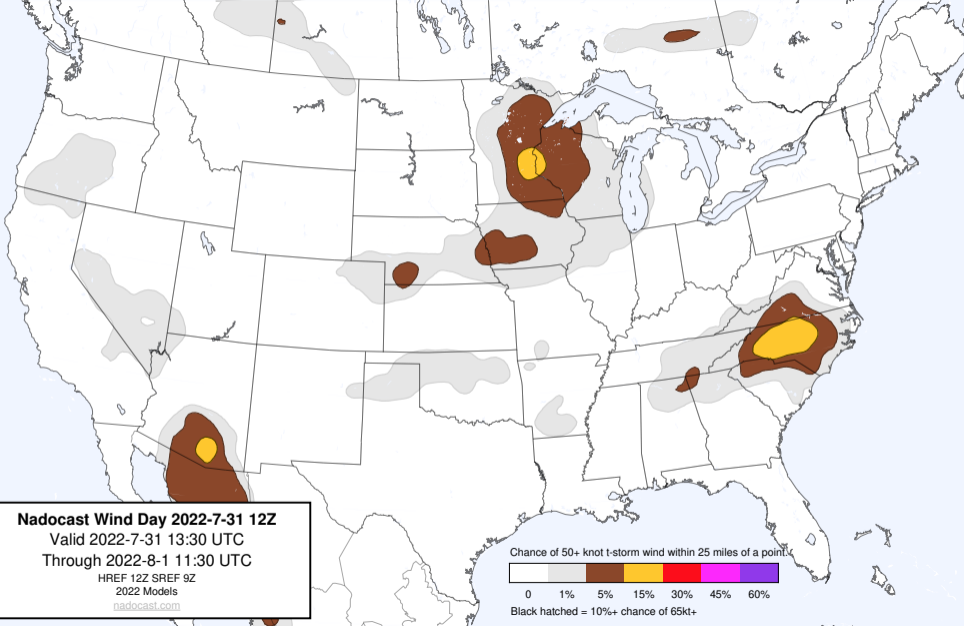 Nadocast Wind Day 2022-7-31 12Z
Valid 2022-7-31 13:30 UTC
Through 2022-8-1 11:30 UTC
HREF 12Z SREF 9Z
2022 Models
nadocast.com
Chance of 50+ knot t-storm wind within 25 miles of a point.
0 1% 5% 15% 30% 45% 60%
Black hatched = 10%+ chance of 65kt+